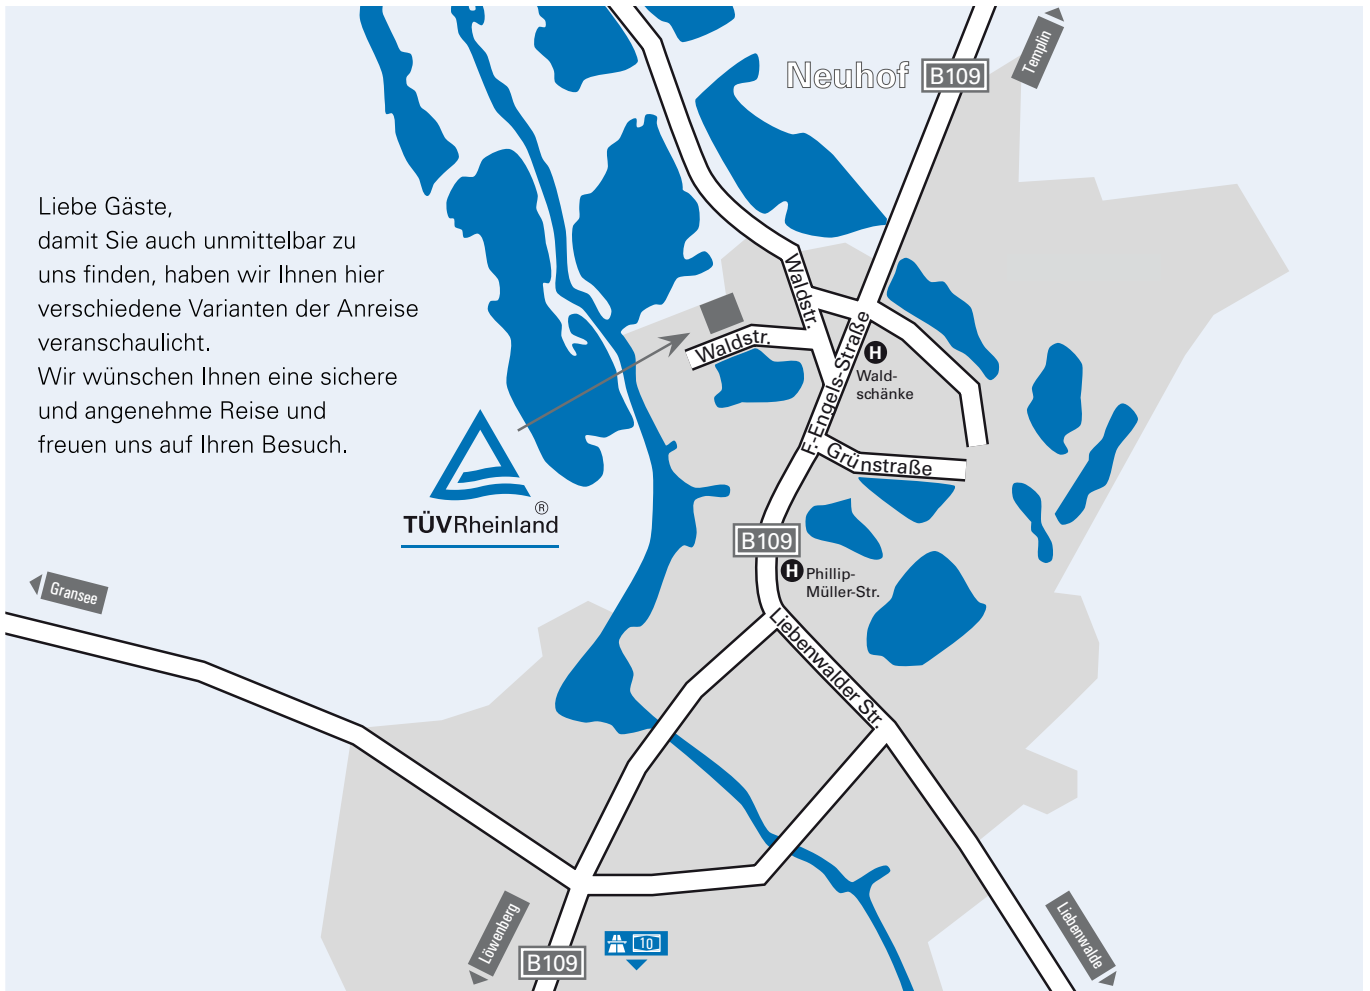 Templin
Neuhof
B109
Liebe Gäste,
damit Sie auch unmittelbar zu
uns finden, haben wir Ihnen hier
verschiedene Varianten der Anreise
veranschaulicht.
Wir wünschen Ihnen eine sichere
und angenehme Reise und
freuen uns auf Ihren Besuch.
Waldstr.
Waldstr.
F.-Engels-Straße
H
Wald-
schänke
Grünstraße
TÜVRheinland
®
B109
H
Phillip-
Müller-Str.
Gransee
Liebenwalder Str.
Löwenberg
B109
10
Liebenwalde